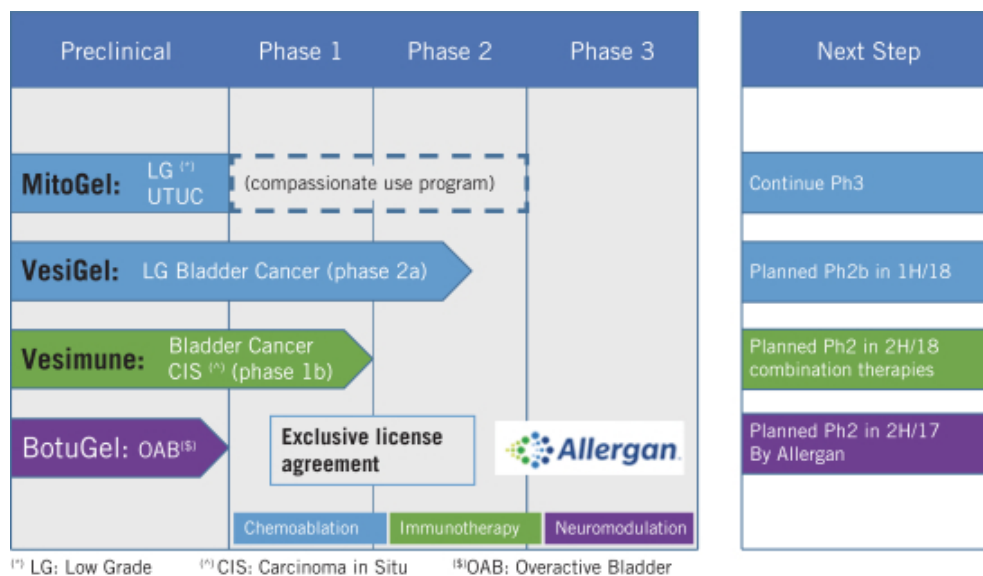 Preclinical Phase 1 Phase 2 Phase 3 Next Step
MitoGel: LG (*)
UTUC
(compassionate use program)
Continue Ph3
VesiGel: LG Bladder Cancer (phase 2a)
Planned Ph2b in 1H/18
Vesimune: Bladder Cancer
CIS (^) (phase 1b)
Planned Ph2 in 2H/18
combination therapies
BotuGel: OAB($)
Exclusive license
agreement
Allergan
Planned Ph2 in 2H/17
By Allergan
Chemoablation Immunotherapy Neuromodulation
(*) LG: Low Grade (^) CIS: Carcinoma in Situ ($)OAB: Overactive Bladder